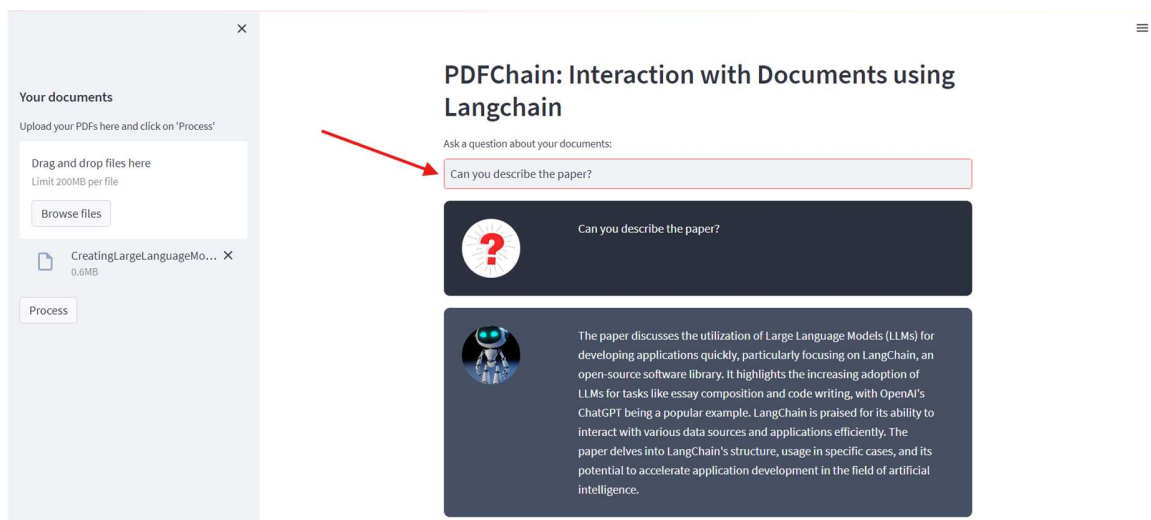 Your documents
Upload your PDFs here and click on 'Process'
Drag and drop files here
Limit 200MB per file
Browse files
CreatingLargeLanguageMo...
0.6MB
Process
PDFChain: Interaction with Documents using
Langchain
Ask a question about your documents:
Can you describe the paper?
Can you describe the paper?
The paper discusses the utilization of Large Language Models (LLMs) for
developing applications quickly, particularly focusing on LangChain, an
open-source software library. It highlights the increasing adoption of
LLMs for tasks like essay composition and code writing, with OpenAI's
ChatGPT being a popular example. LangChain is praised for its ability to
interact with various data sources and applications efficiently. The
paper delves into LangChain's structure, usage in specific cases, and its
potential to accelerate application development in the field of artificial
intelligence.